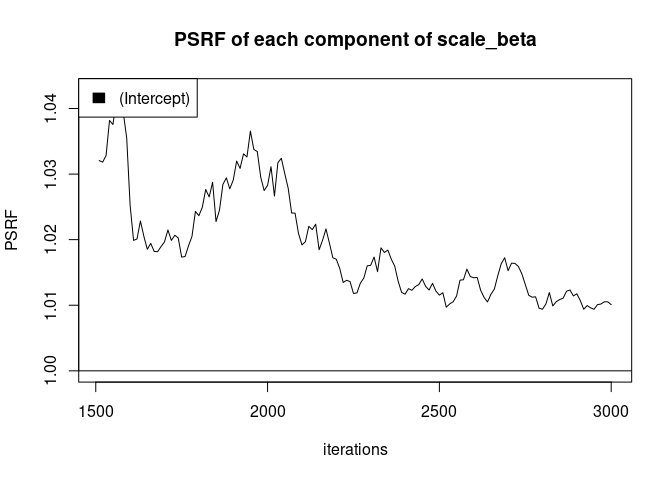 PSRF of each component of scale_beta
(Intercept)
PSRF
1.04
1.03
1.02
1.01
1.00
1500 2000 2500 3000
iterations